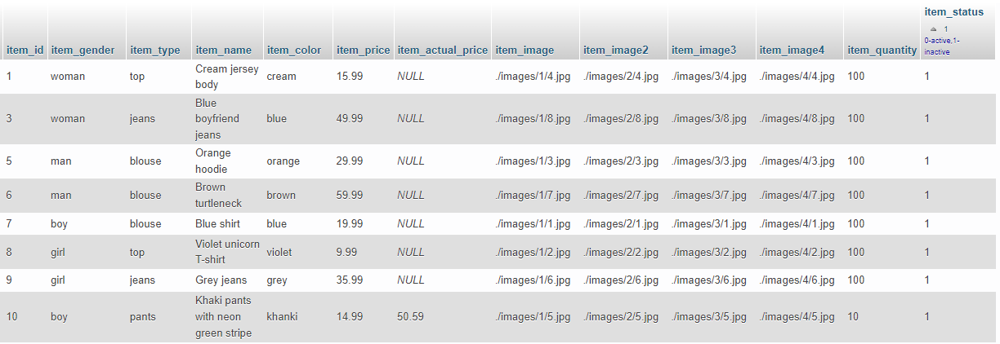 item_id item_gender item_type item_name item_color item_price item_actual_price item_image item_image2 item_image3 item_image4 item_quantity item_status
1
0-active,1-
inactive
1 woman top Cream jersey body cream 15.99 NULL ./images/1/4.jpg ./images/2/4.jpg ./images/3/4.jpg ./images/4/4.jpg 100 1
3 woman jeans Blue boyfriend jeans blue 49.99 NULL ./images/1/8.jpg ./images/2/8.jpg ./images/3/8.jpg ./images/4/8.jpg 100 1
5 man blouse Orange hoodie orange 29.99 NULL ./images/1/3.jpg ./images/2/3.jpg ./images/3/3.jpg ./images/4/3.jpg 100 1
6 man blouse Brown turtleneck brown 59.99 NULL ./images/1/7.jpg ./images/2/7.jpg ./images/3/7.jpg ./images/4/7.jpg 100 1
7 boy blouse Blue shirt blue 19.99 NULL ./images/1/1.jpg ./images/2/1.jpg ./images/3/1.jpg ./images/4/1.jpg 100 1
8 girl top Violet unicorn T-shirt violet 9.99 NULL ./images/1/2.jpg ./images/2/2.jpg ./images/3/2.jpg ./images/4/2.jpg 100 1
9 girl jeans Grey jeans grey 35.99 NULL ./images/1/6.jpg ./images/2/6.jpg ./images/3/6.jpg ./images/4/6.jpg 100 1
10 boy pants Khaki pants with neon green stripe khanki 14.99 50.59 ./images/1/5.jpg ./images/2/5.jpg ./images/3/5.jpg ./images/4/5.jpg 10 1